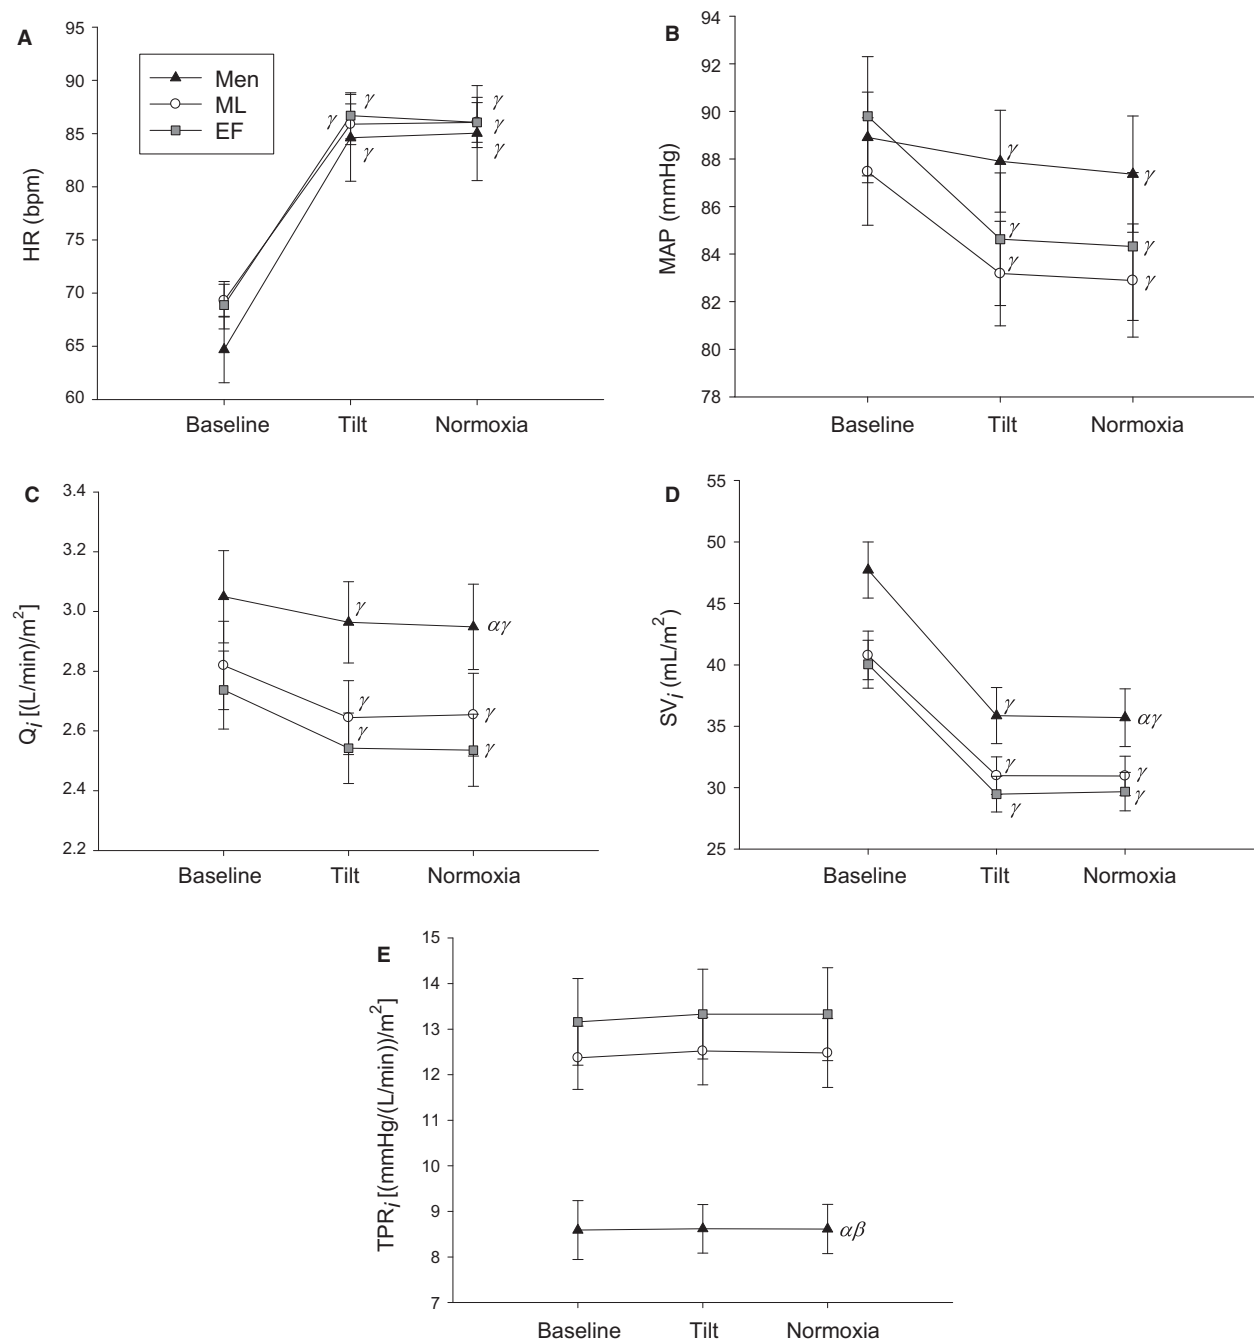 A
95
90
85
80
75
70
65
60
HR (bpm)
Men
ML
EF
γ
γ
γ
γ
γ
γ
Baseline Tilt Normoxia
B
94
92
90
88
86
84
82
80
78
MAP (mmHg)
γ
γ
γ
γ
γ
γ
Baseline Tilt Normoxia
C
3.4
3.2
3.0
2.8
2.6
2.4
2.2
Qi [(L/min)/m²]
γ
αγ
γ
γ
γ
γ
Baseline Tilt Normoxia
D
55
50
45
40
35
30
25
SVi (mL/m²)
γ
αγ
γ
γ
γ
γ
Baseline Tilt Normoxia
E
15
14
13
12
11
10
9
8
7
TPRi [(mmHg/(L/min))/m²]
αβ
Baseline Tilt Normoxia